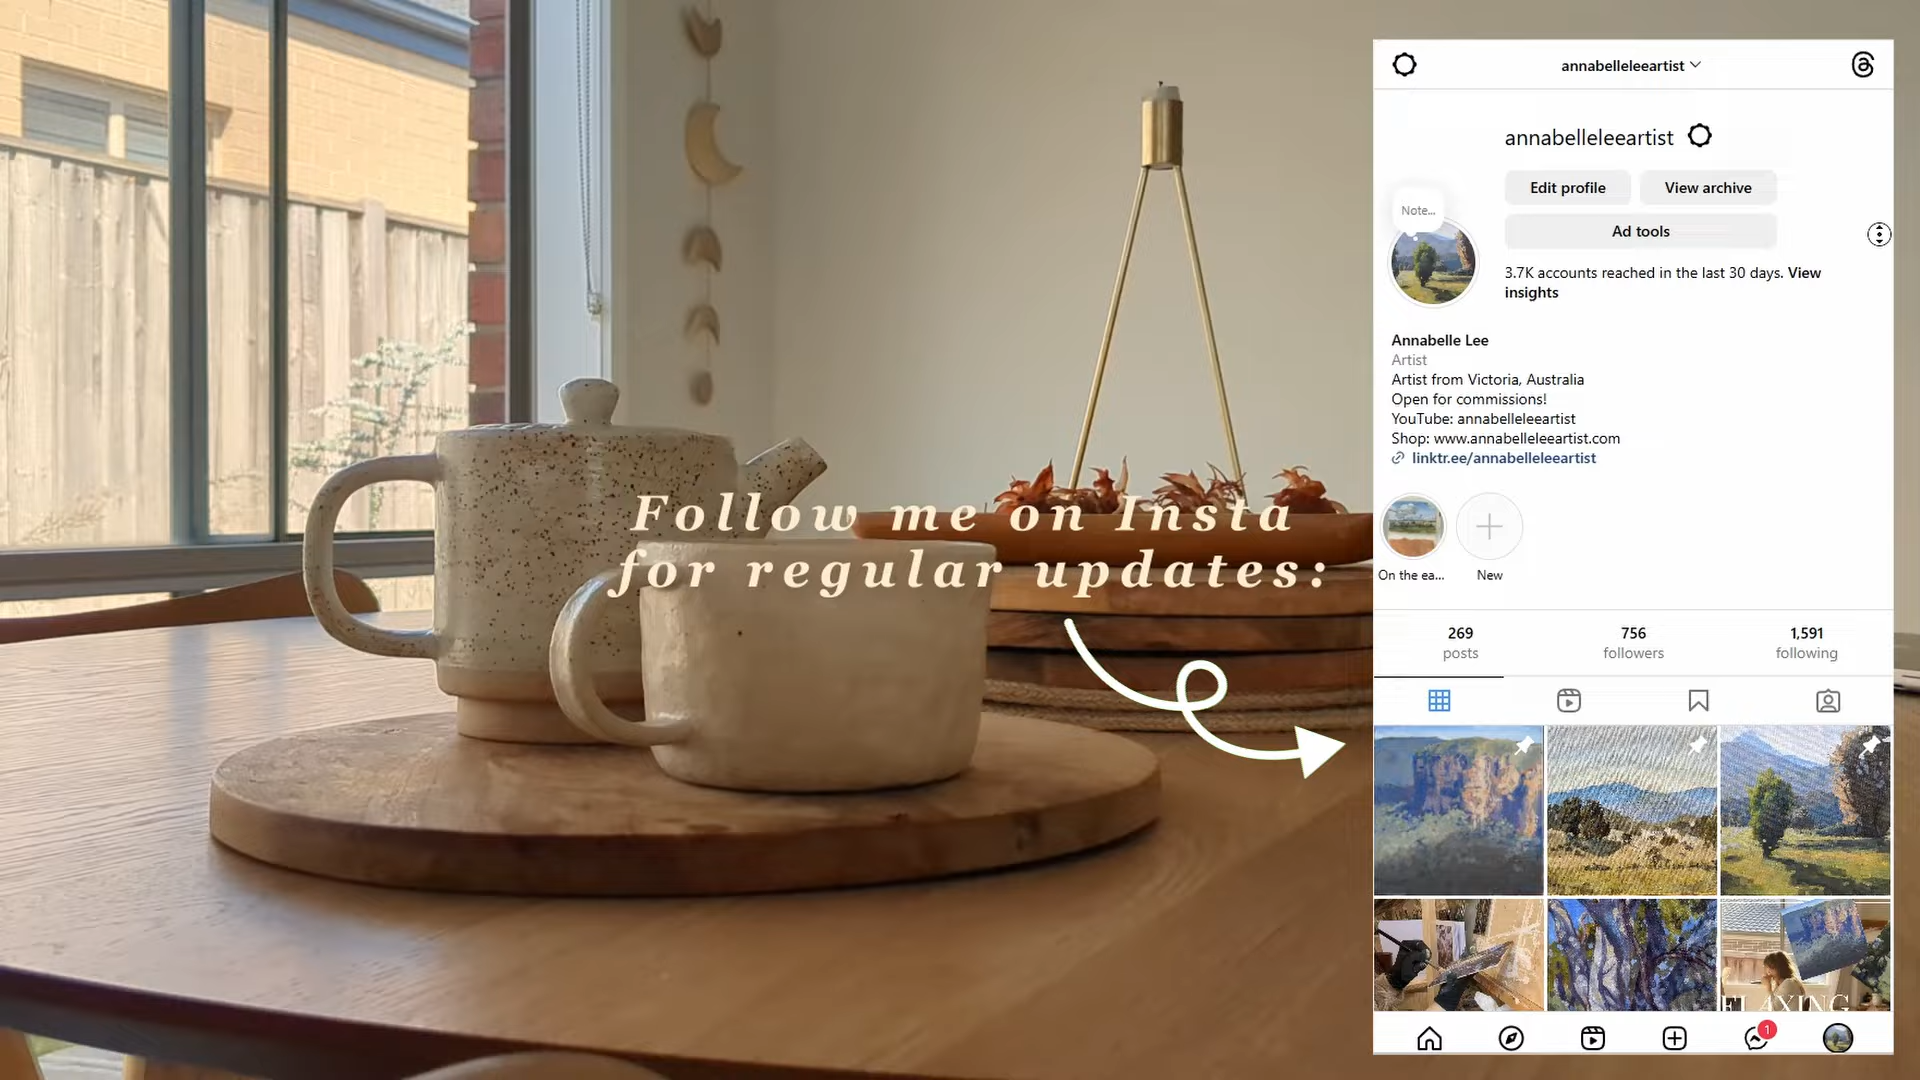 Follow me on Insta
for regular updates:
annabelleleeartist
annabelleleeartist
Edit profile
View archive
Ad tools
Note...
3.7K accounts reached in the last 30 days. View
insights
Annabelle Lee
Artist
Artist from Victoria, Australia
Open for commissions!
YouTube: annabelleleeartist
Shop: www.annabelleleeartist.com
linktr.ee/annabelleleeartist
On the ea...
New
269
posts
756
followers
1,591
following
ELAXING
1